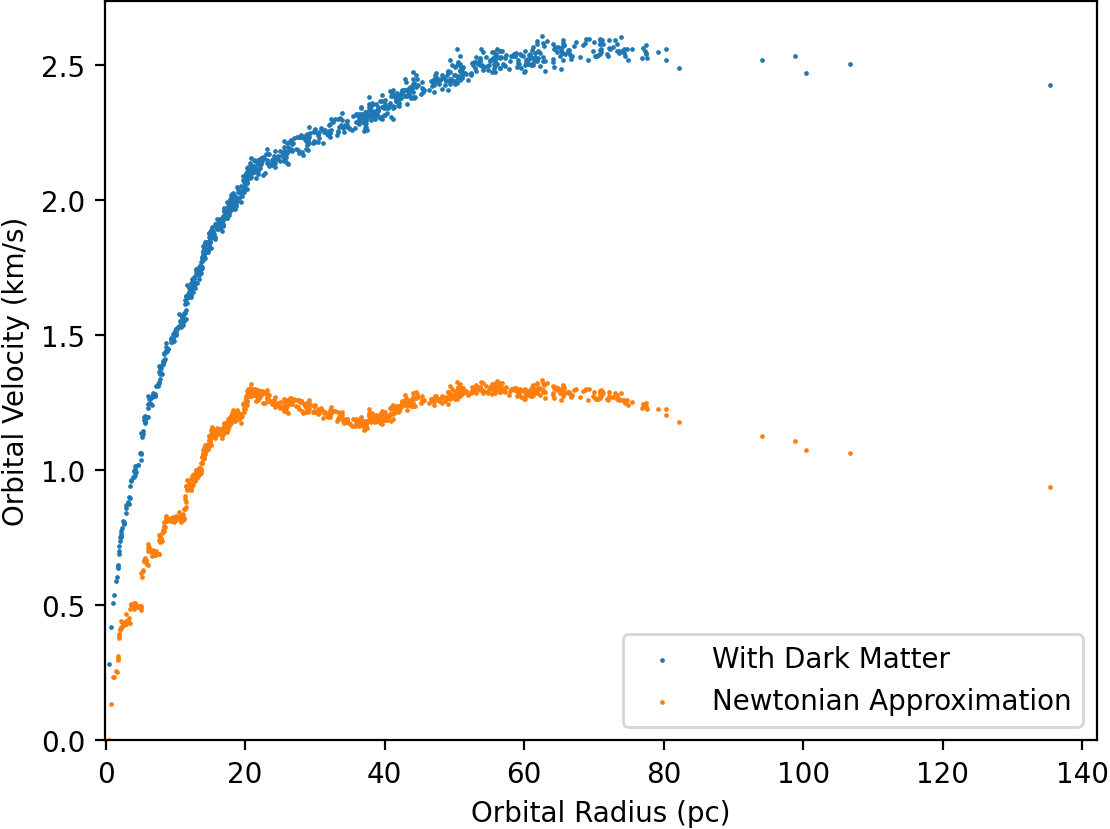 2.5
2.0
1.5
1.0
0.5
0.0
Orbital Velocity (km/s)
With Dark Matter
Newtonian Approximation
0 20 40 60 80 100 120 140
Orbital Radius (pc)